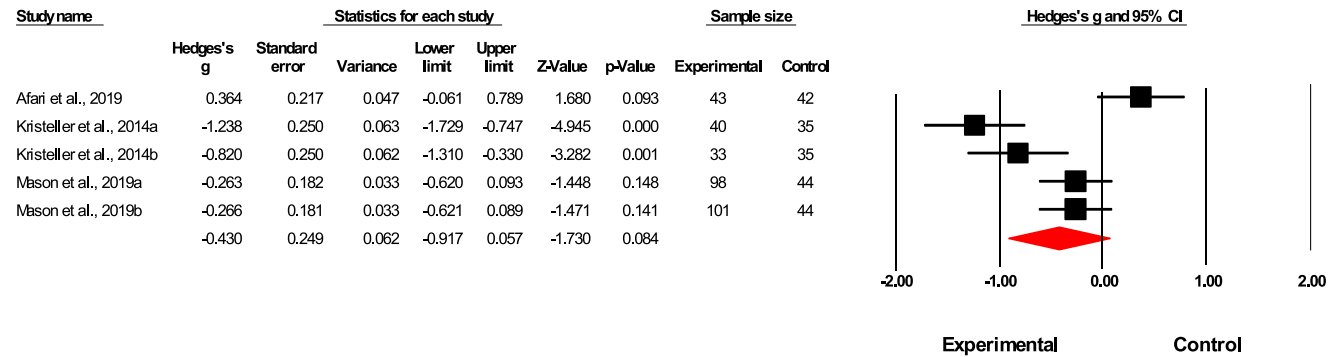 Study name Statistics for each study Sample size Hedges's g and 95% CI
Hedges's Standard Lower Upper
g error Variance limit limit Z-Value p-Value Experimental Control
Afari et al., 2019 0.364 0.217 0.047 -0.061 0.789 1.680 0.093 43 42
Kristeller et al., 2014a -1.238 0.250 0.063 -1.729 -0.747 -4.945 0.000 40 35
Kristeller et al., 2014b -0.820 0.250 0.062 -1.310 -0.330 -3.282 0.001 33 35
Mason et al., 2019a -0.263 0.182 0.033 -0.620 0.093 -1.448 0.148 98 44
Mason et al., 2019b -0.266 0.181 0.033 -0.621 0.089 -1.471 0.141 101 44
-0.430 0.249 0.062 -0.917 0.057 -1.730 0.084
-2.00 -1.00 0.00 1.00 2.00
Experimental Control